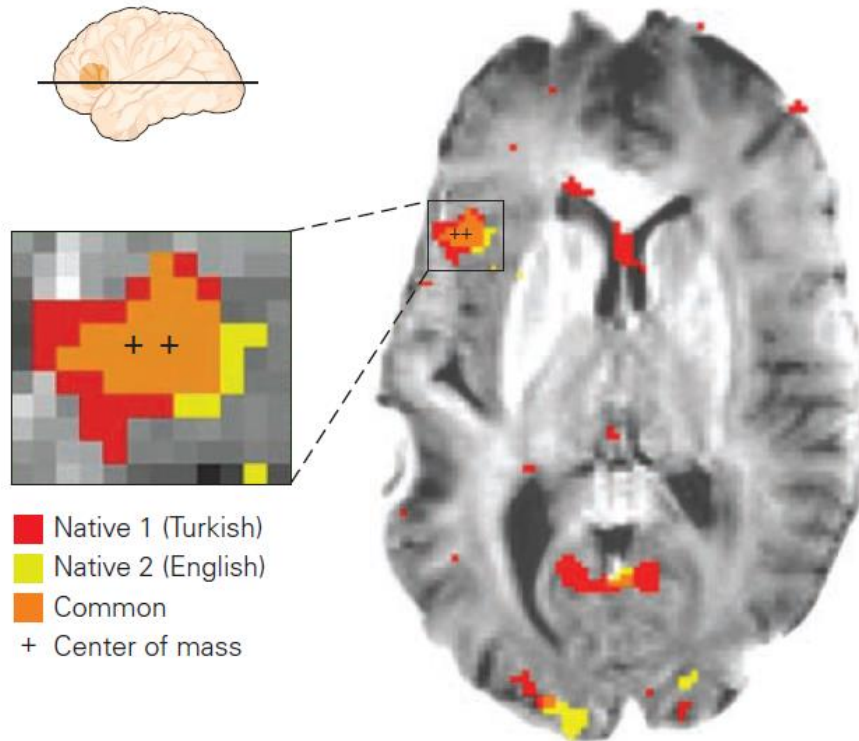 Native 1 (Turkish)
Native 2 (English)
Common
+ Center of mass